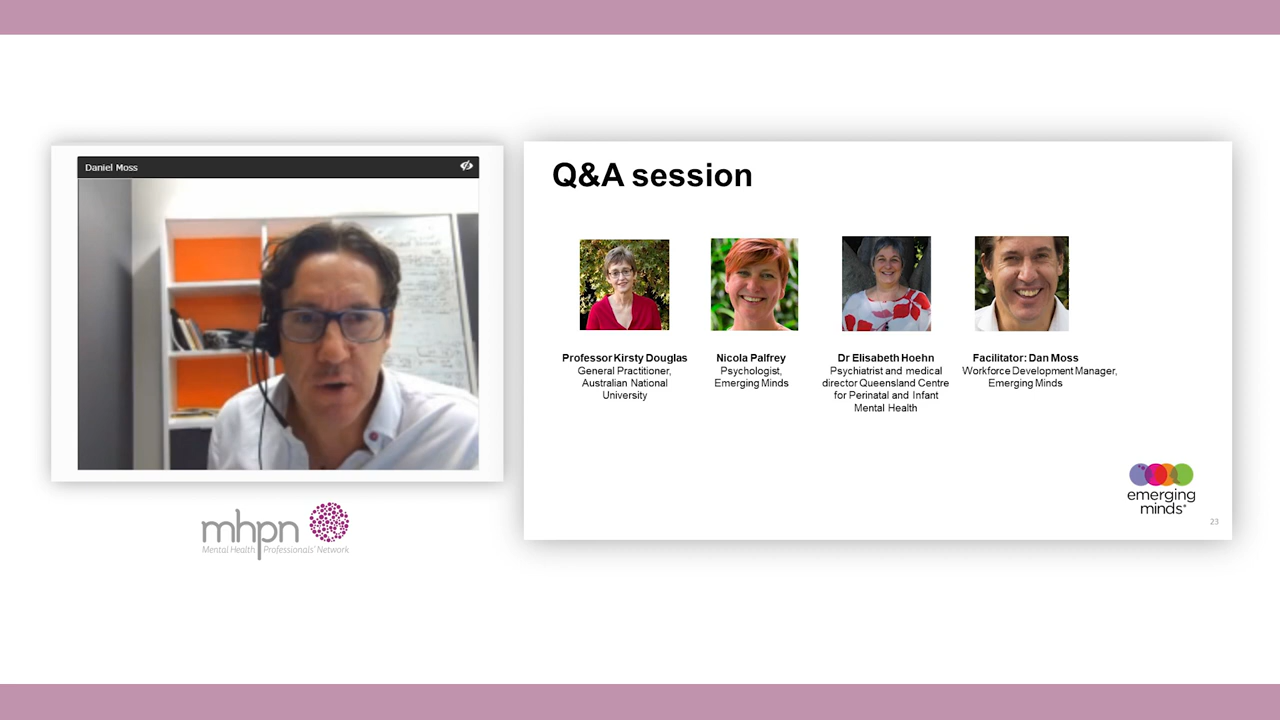 Daniel Moss
mhpn
Mental Health Professionals' Network
Q&A session
Professor Kirsty Douglas
General Practitioner,
Australian National
University
Nicola Palfrey
Psychologist,
Emerging Minds
Dr Elisabeth Hoehn
Psychiatrist and medical
director Queensland Centre
for Perinatal and Infant
Mental Health
Facilitator: Dan Moss
Workforce Development Manager,
Emerging Minds
emerging
minds
23